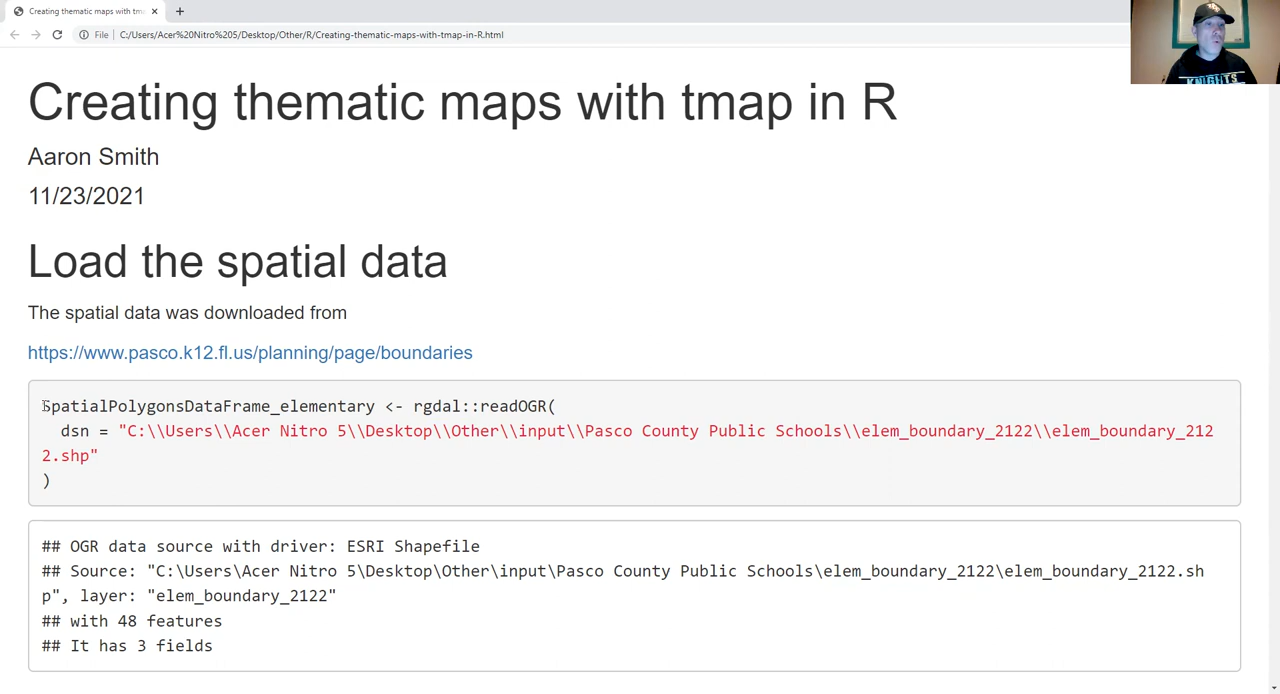 Creating thematic maps with tm
File
C:/Users/Acer%20Nitro%205/Desktop/Other/R/Creating-thematic-maps-with-tmap-in-R.html
KNIGHTS
Creating thematic maps with tmap in R
Aaron Smith
11/23/2021
Load the spatial data
The spatial data was downloaded from
https://www.pasco.k12.fl.us/planning/page/boundaries
SpatialPolygonsDataFrame_elementary <- rgdal::readOGR(
dsn = "C:\\Users\\Acer Nitro 5\\Desktop\\Other\\input\\Pasco County Public Schools\\elem_boundary_2122\\elem_boundary_212
2.shp"
)
## OGR data source with driver: ESRI Shapefile
## Source: "C:\Users\Acer Nitro 5\Desktop\Other\input\Pasco County Public Schools\elem_boundary_2122\elem_boundary_2122.sh
p", layer: "elem_boundary_2122"
## with 48 features
## It has 3 fields